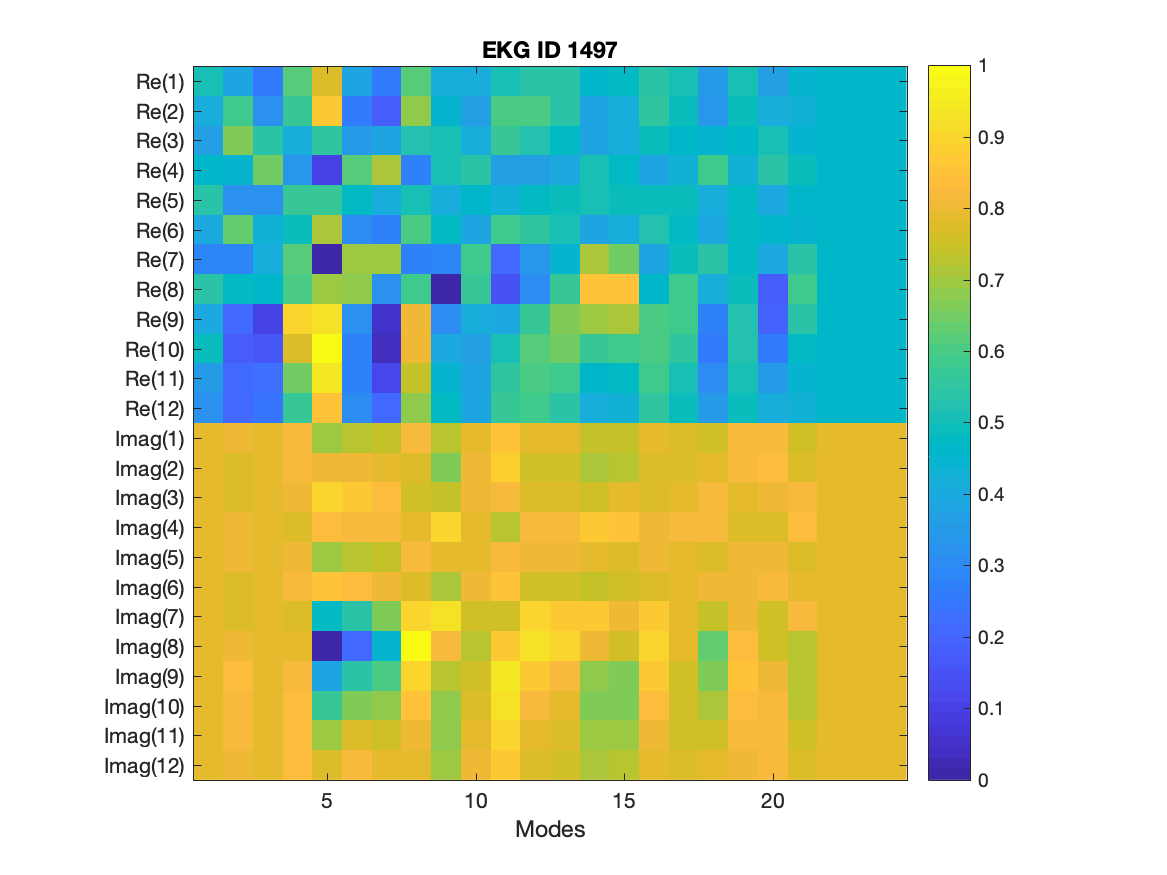 EKG ID 1497
Re(1)
Re(2)
Re(3)
Re(4)
Re(5)
Re(6)
Re(7)
Re(8)
Re(9)
Re(10)
Re(11)
Re(12)
Imag(1)
Imag(2)
Imag(3)
Imag(4)
Imag(5)
Imag(6)
Imag(7)
Imag(8)
Imag(9)
Imag(10)
Imag(11)
Imag(12)
5 10 15 20
Modes
1
0.9
0.8
0.7
0.6
0.5
0.4
0.3
0.2
0.1
0